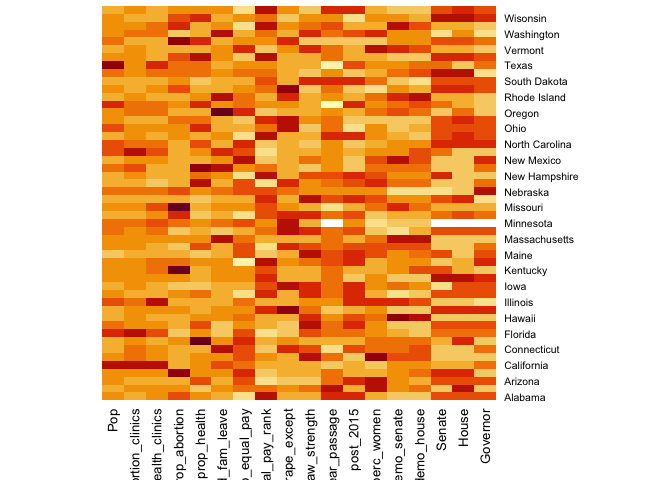 Wisonsin
Washington
Vermont
Texas
South Dakota
Rhode Island
Oregon
Ohio
North Carolina
New Mexico
New Hampshire
Nebraska
Missouri
Minnesota
Massachusetts
Maine
Kentucky
Iowa
Illinois
Hawaii
Florida
Connecticut
California
Arizona
Alabama
Pop
ortion_clinics
ealth_clinics
rop_abortion
prop_health
d_fam_leave
o_equal_pay
al_pay_rank
rape_except
aw_strength
ear_passage
post_2015
perc_women
emo_senate
demo_house
Senate
House
Governor